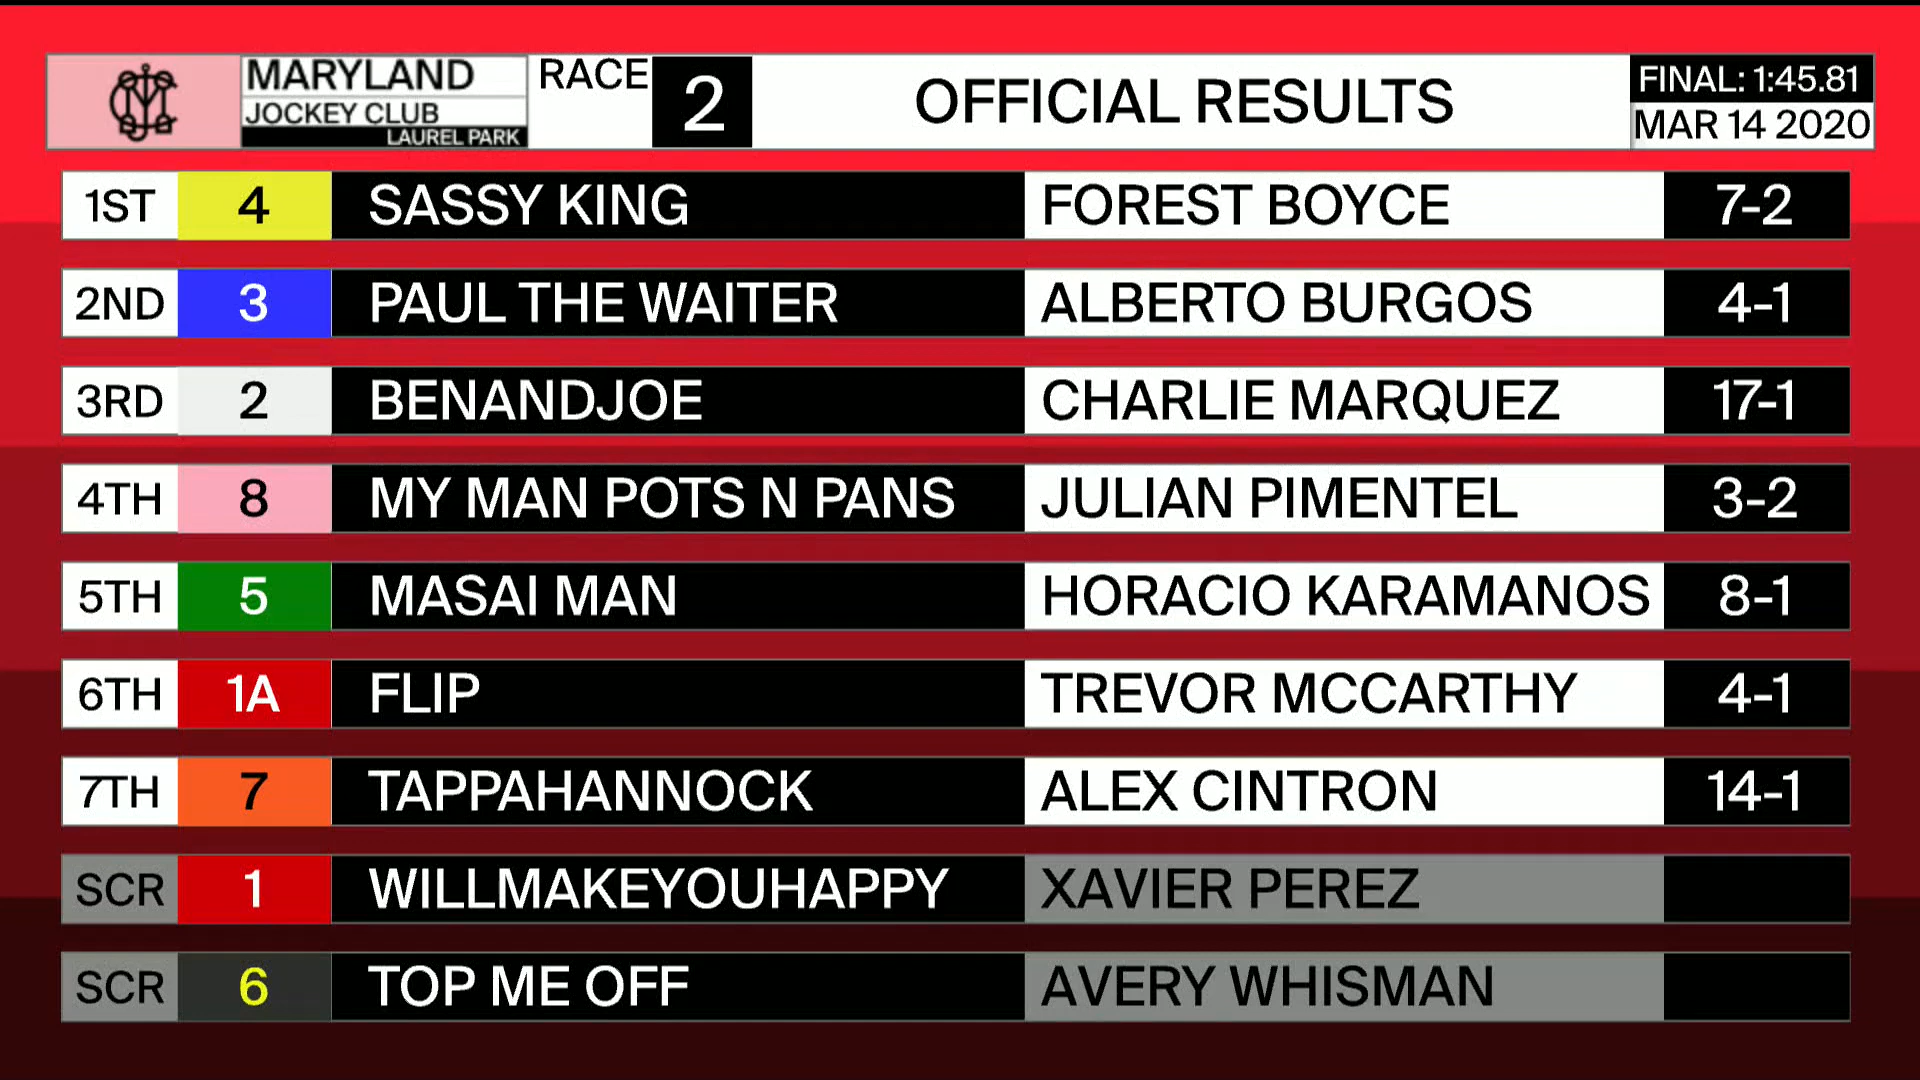 MARYLAND
JOCKEY CLUB
LAUREL PARK
RACE 2
OFFICIAL RESULTS
FINAL: 1:45.81
MAR 14 2020
1ST 4 SASSY KING FOREST BOYCE 7-2
2ND 3 PAUL THE WAITER ALBERTO BURGOS 4-1
3RD 2 BENANDJOE CHARLIE MARQUEZ 17-1
4TH 8 MY MAN POTS N PANS JULIAN PIMENTEL 3-2
5TH 5 MASAI MAN HORACIO KARAMANOS 8-1
6TH 1A FLIP TREVOR MCCARTHY 4-1
7TH 7 TAPPAHANNOCK ALEX CINTRON 14-1
SCR 1 WILLMAKEYOUHAPPY XAVIER PEREZ
SCR 6 TOP ME OFF AVERY WHISMAN